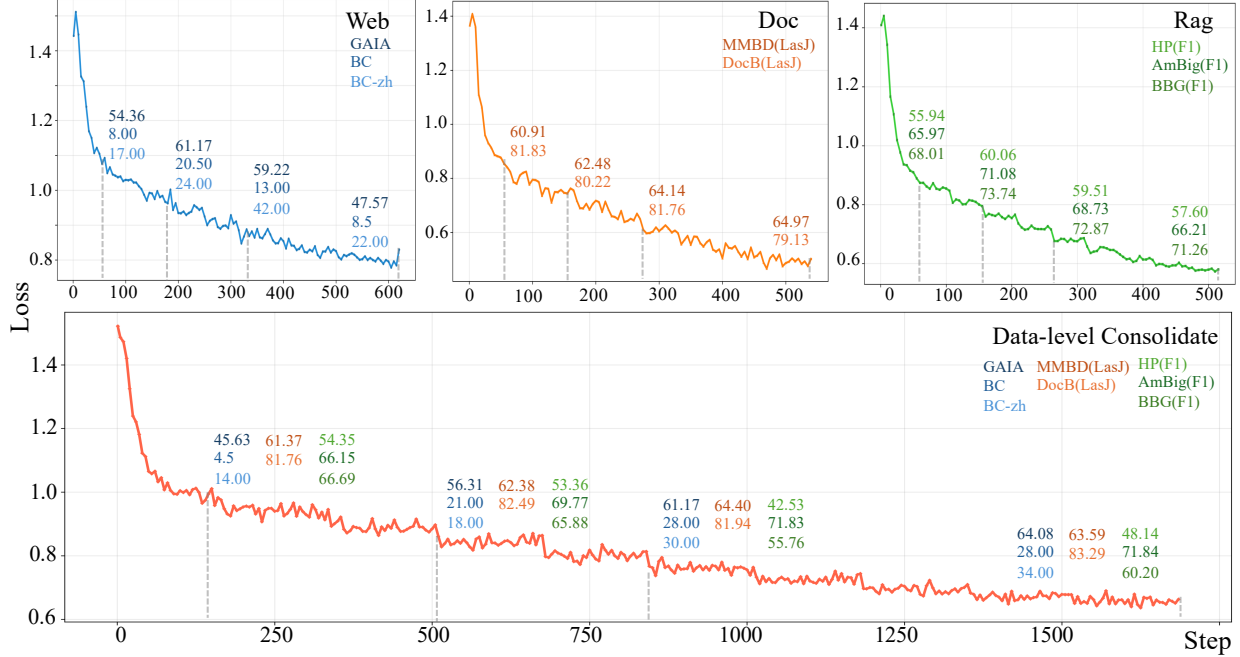 Web
GAIA
BC
BC-zh
1.4
1.2
1.0
0.8
54.36
8.00
17.00
61.17
20.50
24.00
59.22
13.00
42.00
47.57
8.5
22.00
0 100 200 300 400 500 600
Doc
MMBD(LasJ)
DocB(LasJ)
1.4
1.2
1.0
0.8
0.6
60.91
81.83
62.48
80.22
64.14
81.76
64.97
79.13
0 100 200 300 400 500
Rag
HP(F1)
AmBig(F1)
BBG(F1)
1.4
1.2
1.0
0.8
0.6
55.94
65.97
68.01
60.06
71.08
73.74
59.51
68.73
72.87
57.60
66.21
71.26
0 100 200 300 400 500
Loss
Data-level Consolidate
GAIA MMBD(LasJ) HP(F1)
BC DocB(LasJ) AmBig(F1)
BC-zh BBG(F1)
1.4
1.2
1.0
0.8
0.6
45.63 61.37 54.35
4.5 81.76 66.15
14.00 66.69
56.31 62.38 53.36
21.00 82.49 69.77
18.00 65.88
61.17 64.40 42.53
28.00 81.94 71.83
30.00 55.76
64.08 63.59 48.14
28.00 83.29 71.84
34.00 60.20
0 250 500 750 1000 1250 1500
Step